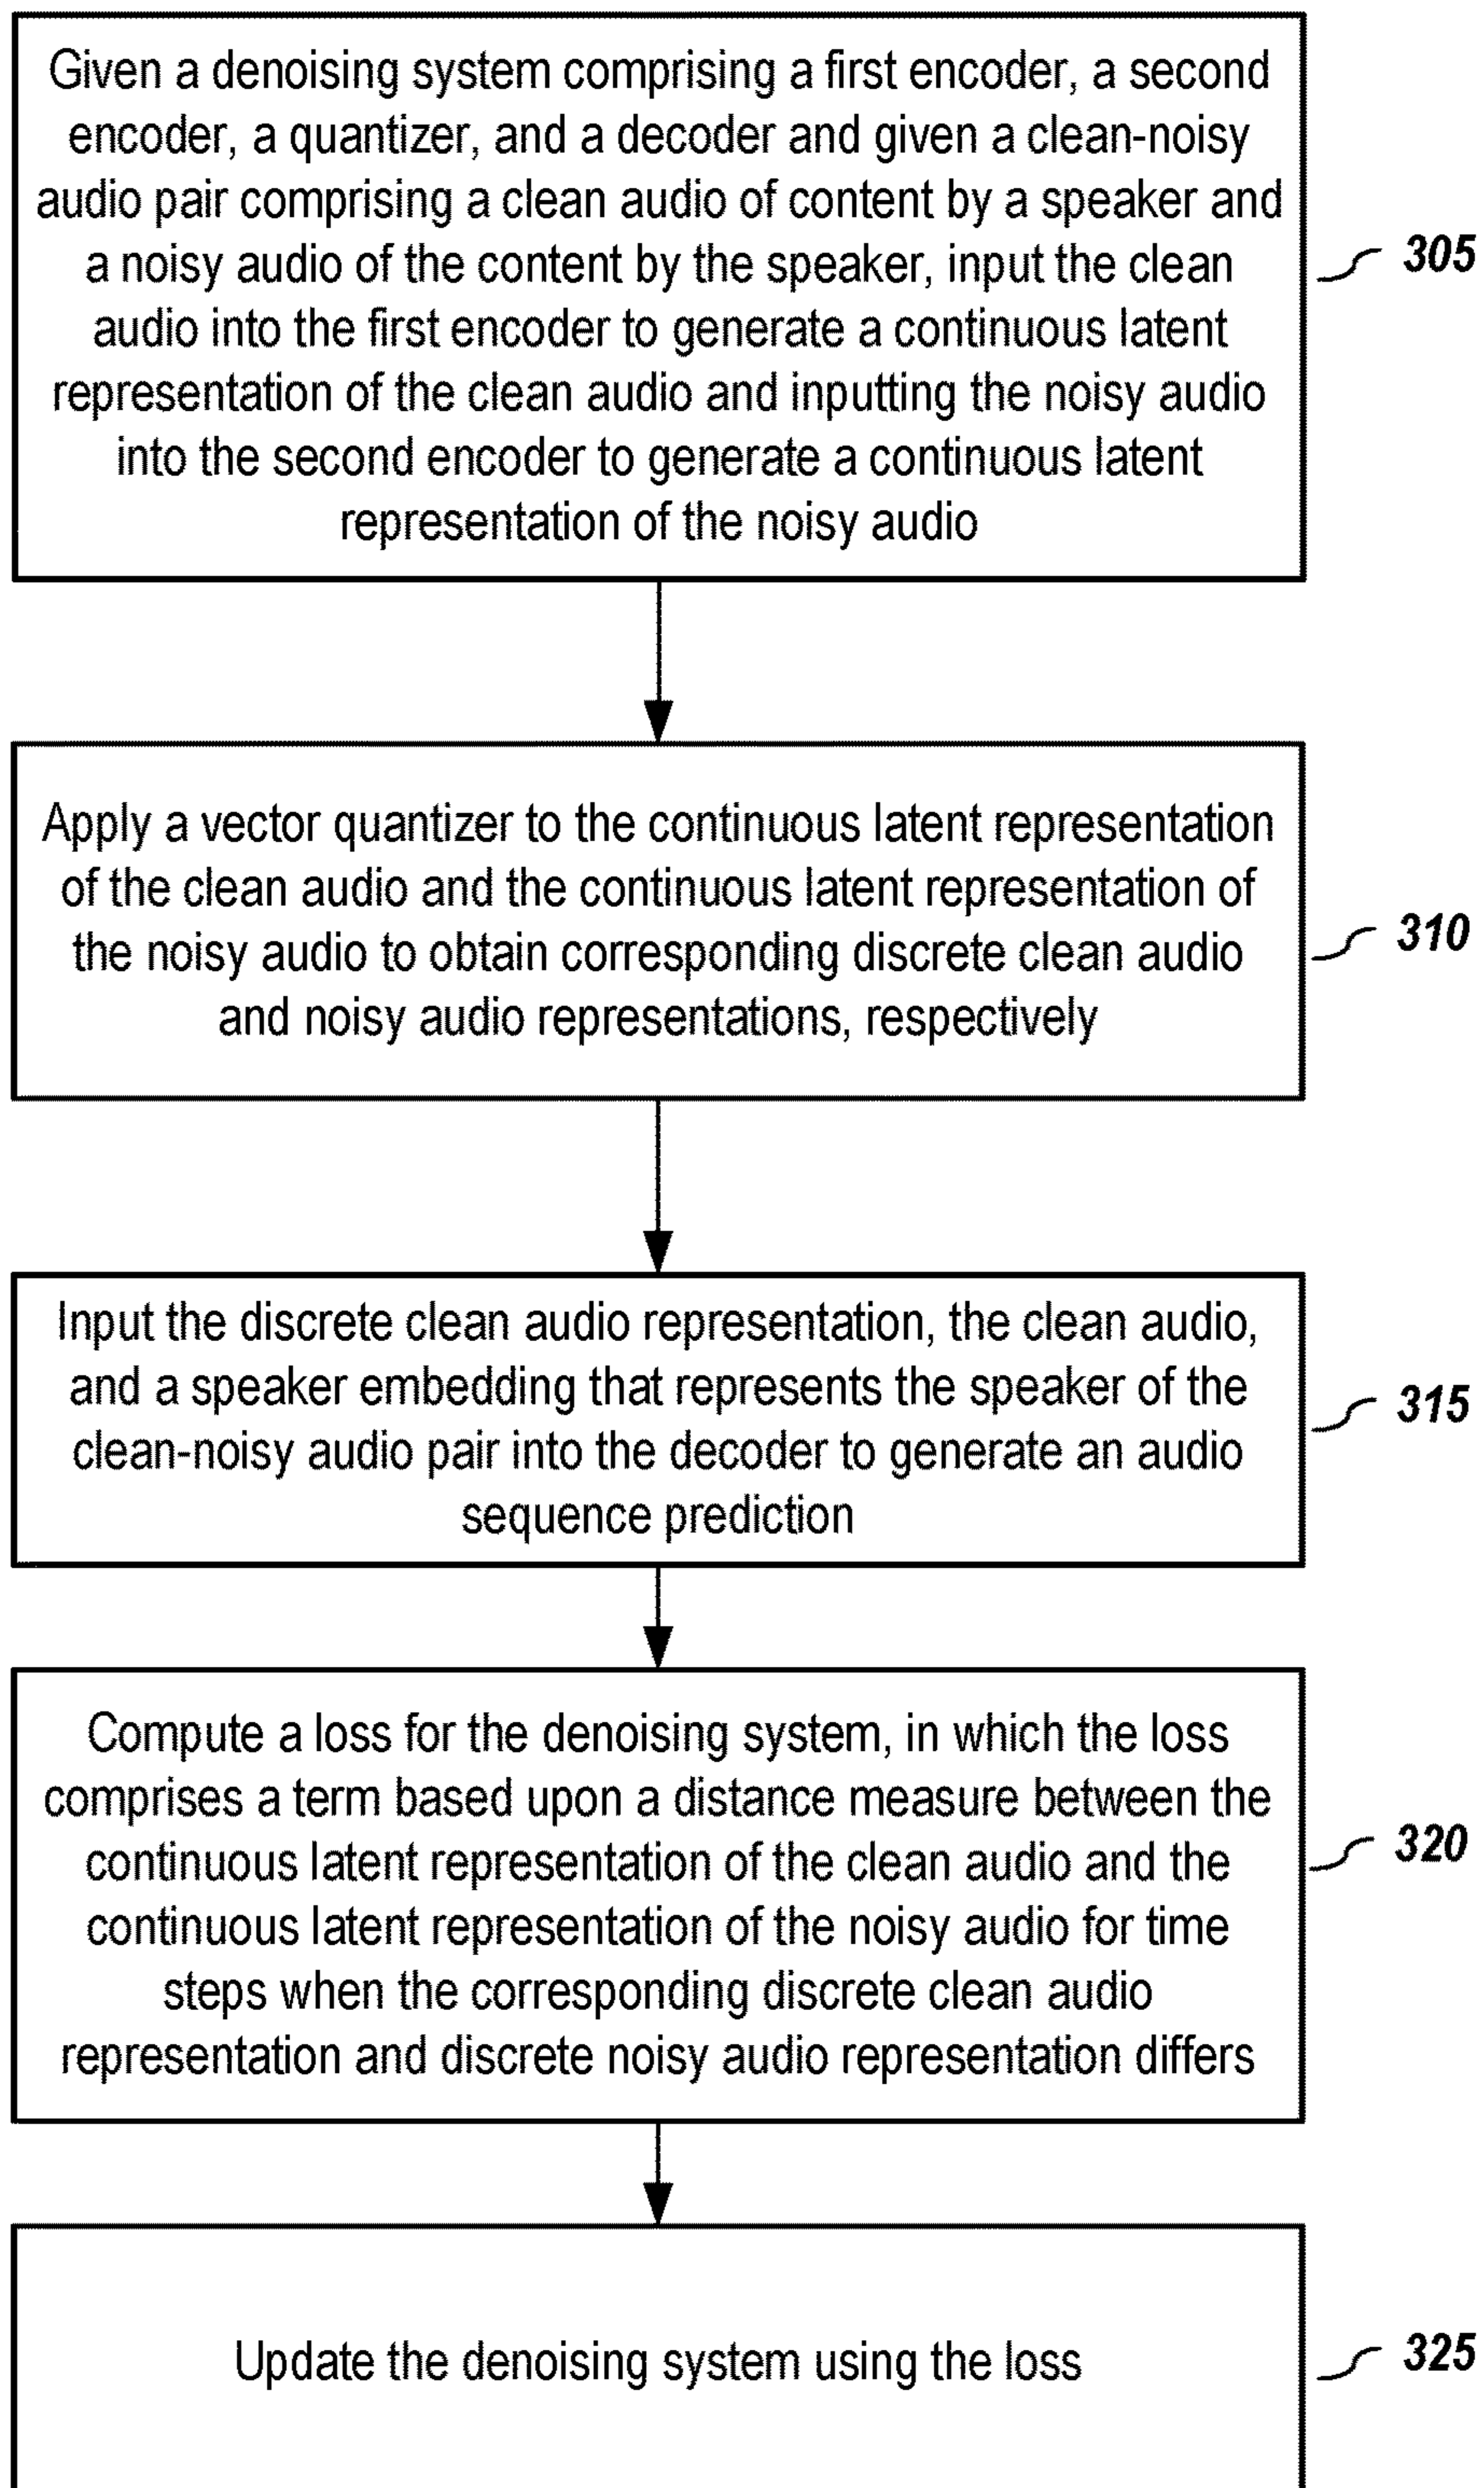 Given a denoising system comprising a first encoder, a second
encoder, a quantizer, and a decoder and given a clean-noisy
audio pair comprising a clean audio of content by a speaker and
a noisy audio of the content by the speaker, input the clean
audio into the first encoder to generate a continuous latent
representation of the clean audio and inputting the noisy audio
into the second encoder to generate a continuous latent
representation of the noisy audio
305
Apply a vector quantizer to the continuous latent representation
of the clean audio and the continuous latent representation of
the noisy audio to obtain corresponding discrete clean audio
and noisy audio representations, respectively
310
Input the discrete clean audio representation, the clean audio,
and a speaker embedding that represents the speaker of the
clean-noisy audio pair into the decoder to generate an audio
sequence prediction
315
Compute a loss for the denoising system, in which the loss
comprises a term based upon a distance measure between the
continuous latent representation of the clean audio and the
continuous latent representation of the noisy audio for time
steps when the corresponding discrete clean audio
representation and discrete noisy audio representation differs
320
Update the denoising system using the loss
325